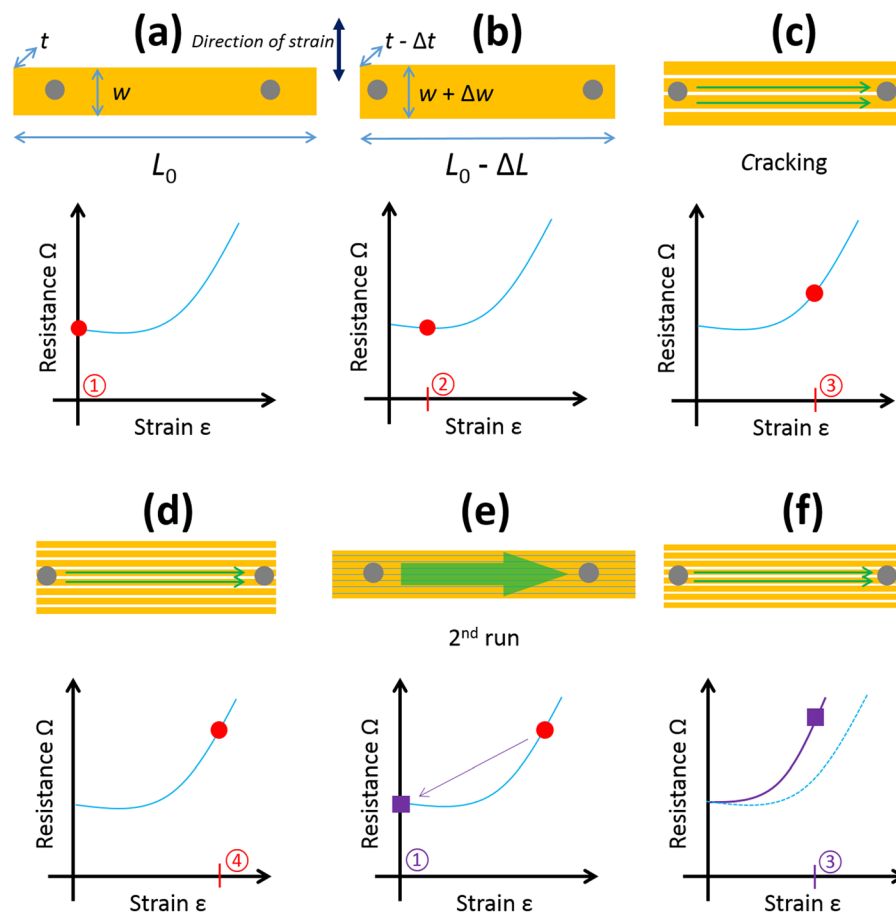 (a)
Direction of strain
(b)
(c)
t
w
L0
t - Δt
w + Δw
L0 - ΔL
Cracking
Resistance Ω
①
Strain ε
Resistance Ω
②
Strain ε
Resistance Ω
③
Strain ε
(d)
(e)
(f)
2nd run
Resistance Ω
④
Strain ε
Resistance Ω
①
Strain ε
Resistance Ω
③
Strain ε